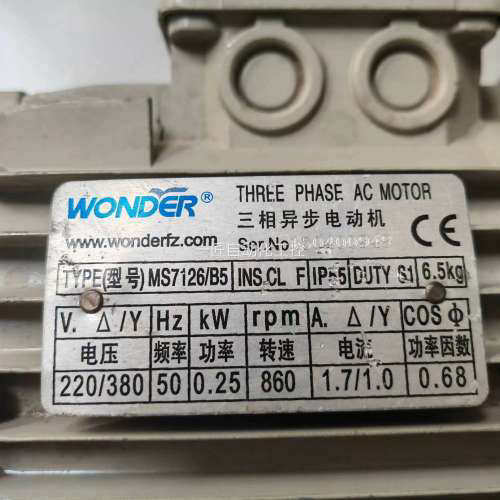 WONDER®
THREE PHASE AC MOTOR
三相异步电动机
www.wonderfz.com
Ser.No.
CE
TYPE(型号) MS7126/B5 INS.CL F DUTY S1 6.5kg
V. △/Y Hz kW rpm A. △/Y COS Φ
电压 频率 功率 转速 电流 功率因数
220/380 50 0.25 860 1.7/1.0 0.68